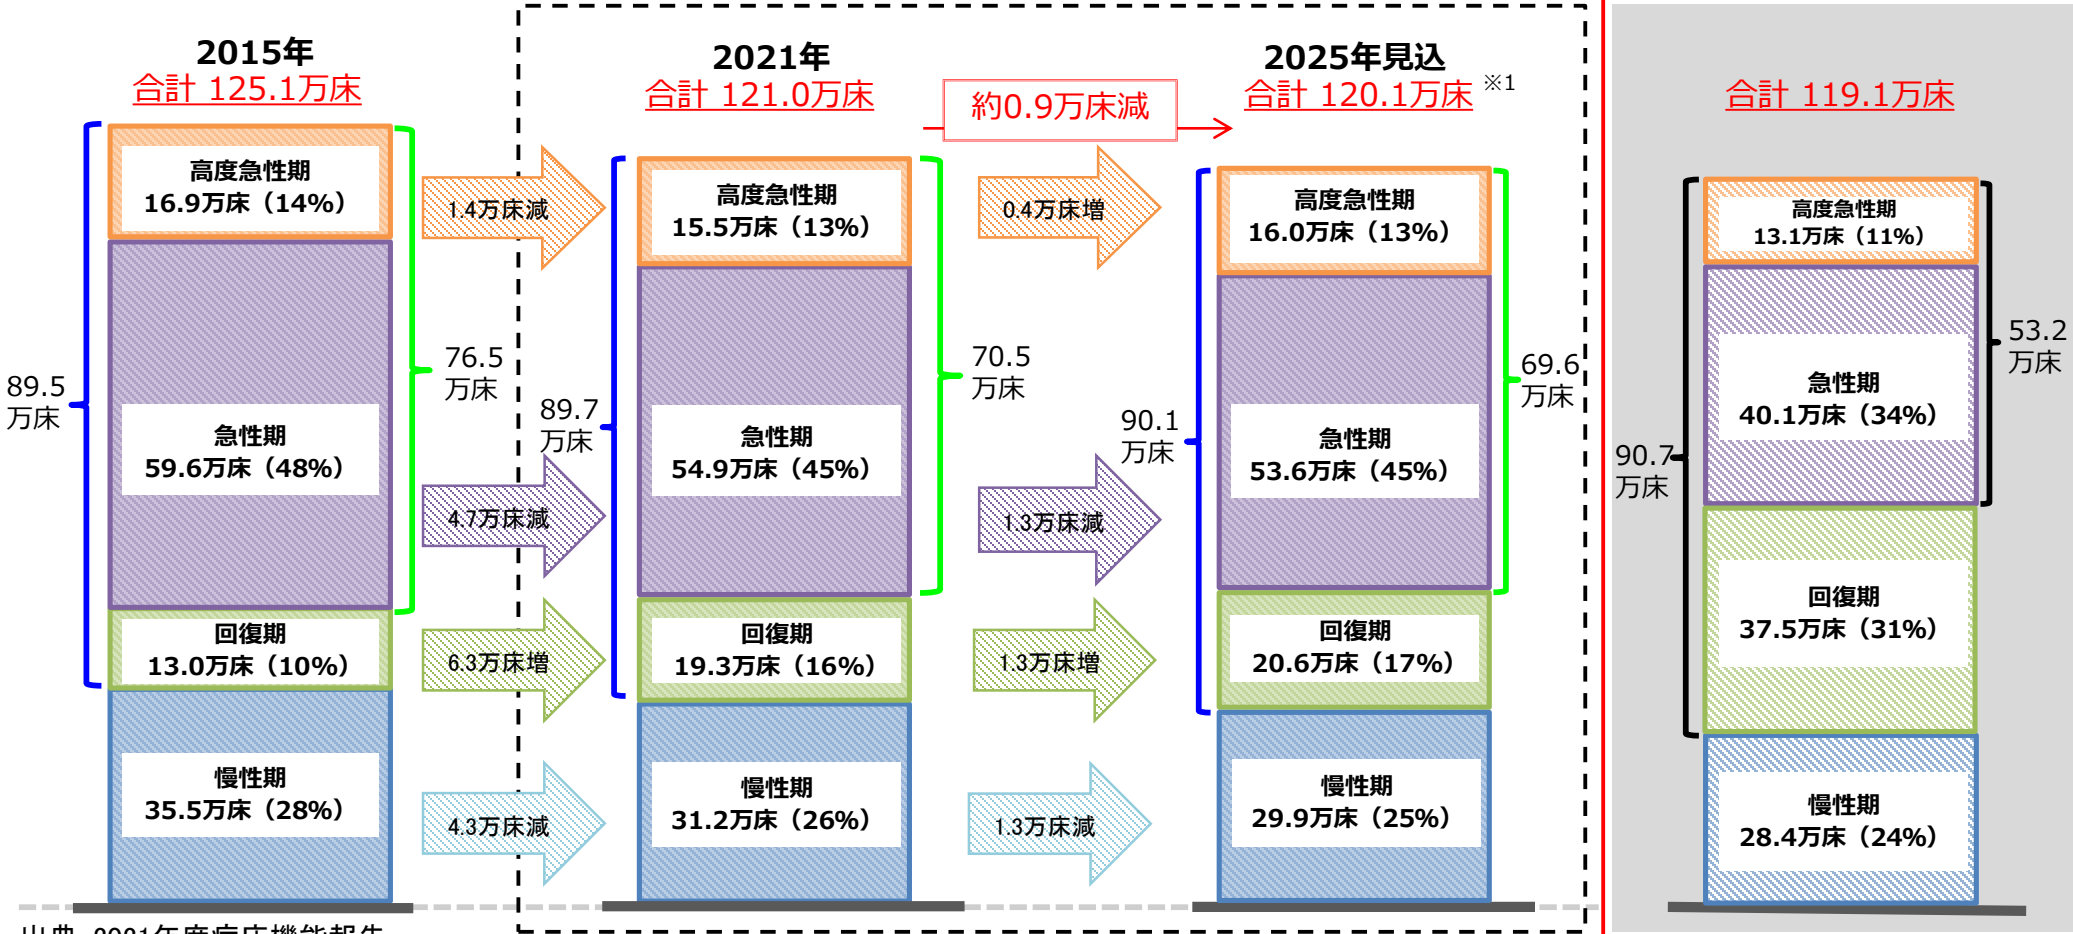 2015年
合計 125.1万床
高度急性期
16.9万床（14%）
急性期
59.6万床（48%）
回復期
13.0万床（10%）
慢性期
35.5万床（28%）
89.5
万床
76.5
万床
1.4万床減
4.7万床減
6.3万床増
4.3万床減
2021年
合計 121.0万床
高度急性期
15.5万床（13%）
急性期
54.9万床（45%）
回復期
19.3万床（16%）
慢性期
31.2万床（26%）
89.7
万床
70.5
万床
約0.9万床減
0.4万床増
1.3万床減
1.3万床増
1.3万床減
2025年見込
合計 120.1万床 ※1
高度急性期
16.0万床（13%）
急性期
53.6万床（45%）
回復期
20.6万床（17%）
慢性期
29.9万床（25%）
90.1
万床
69.6
万床
合計 119.1万床
高度急性期
13.1万床（11%）
急性期
40.1万床（34%）
回復期
37.5万床（31%）
慢性期
28.4万床（24%）
90.7
万床
53.2
万床